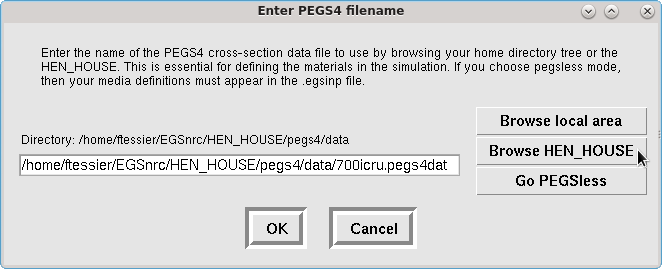 Enter PEGS4 filename
Enter the name of the PEGS4 cross-section data file to use by browsing your home directory tree or the
HEN_HOUSE. This is essential for defining the materials in the simulation. If you choose pegsless mode,
then your media definitions must appear in the .egsinp file.
Browse local area
Directory: /home/ftessier/EGSnrc/HEN_HOUSE/pegs4/data
Browse HEN_HOUSE
/home/ftessier/EGSnrc/HEN_HOUSE/pegs4/data/700icru.pegs4dat
Go PEGSless
OK
Cancel